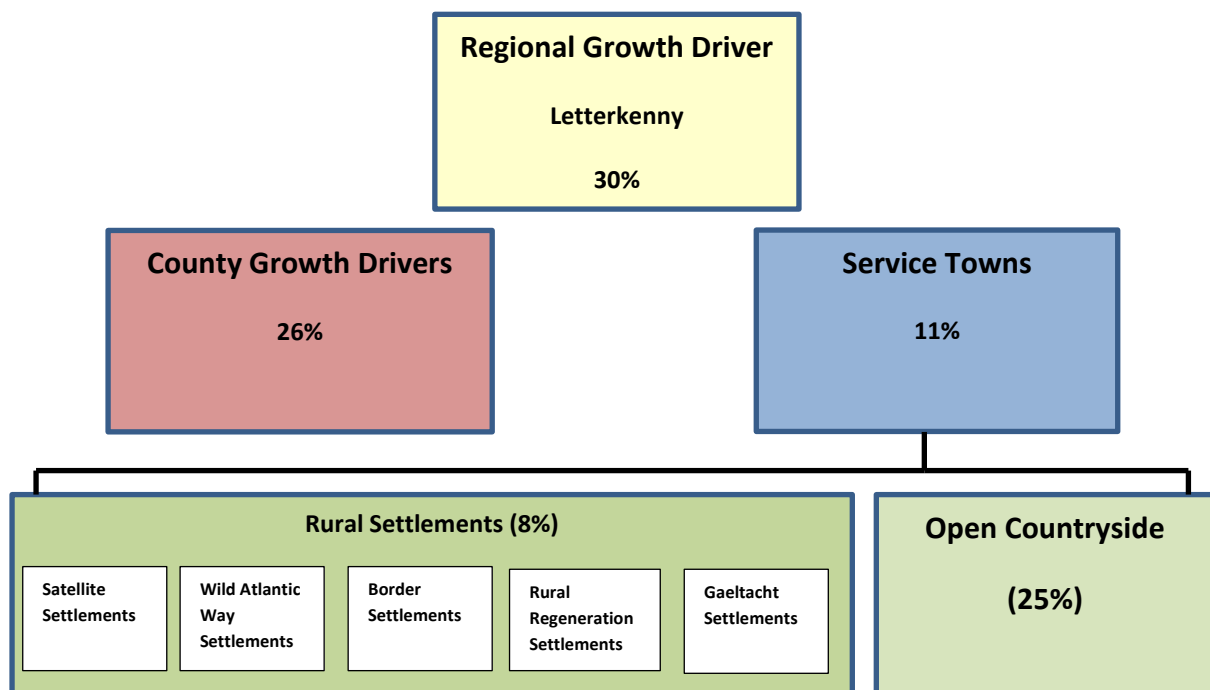 Regional Growth Driver
Letterkenny
30%
County Growth Drivers
26%
Service Towns
11%
Rural Settlements (8%)
Satellite
Settlements
Wild Atlantic
Way
Settlements
Border
Settlements
Rural
Regeneration
Settlements
Gaeltacht
Settlements
Open Countryside
(25%)